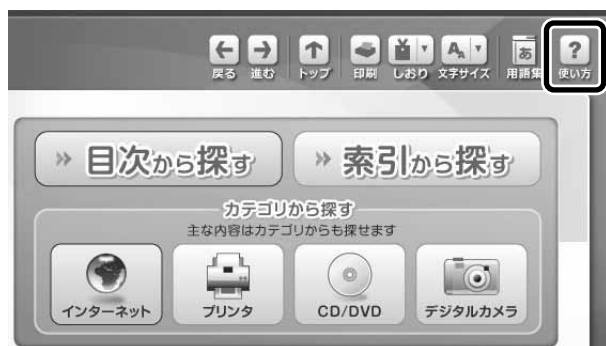 戻る 進む トップ 印刷 しおり 文字サイズ 用語集 使い方
目次から探す 索引から探す
カテゴリから探す
主な内容はカテゴリからも探せます
インターネット プリンタ CD/DVD デジタルカメラ